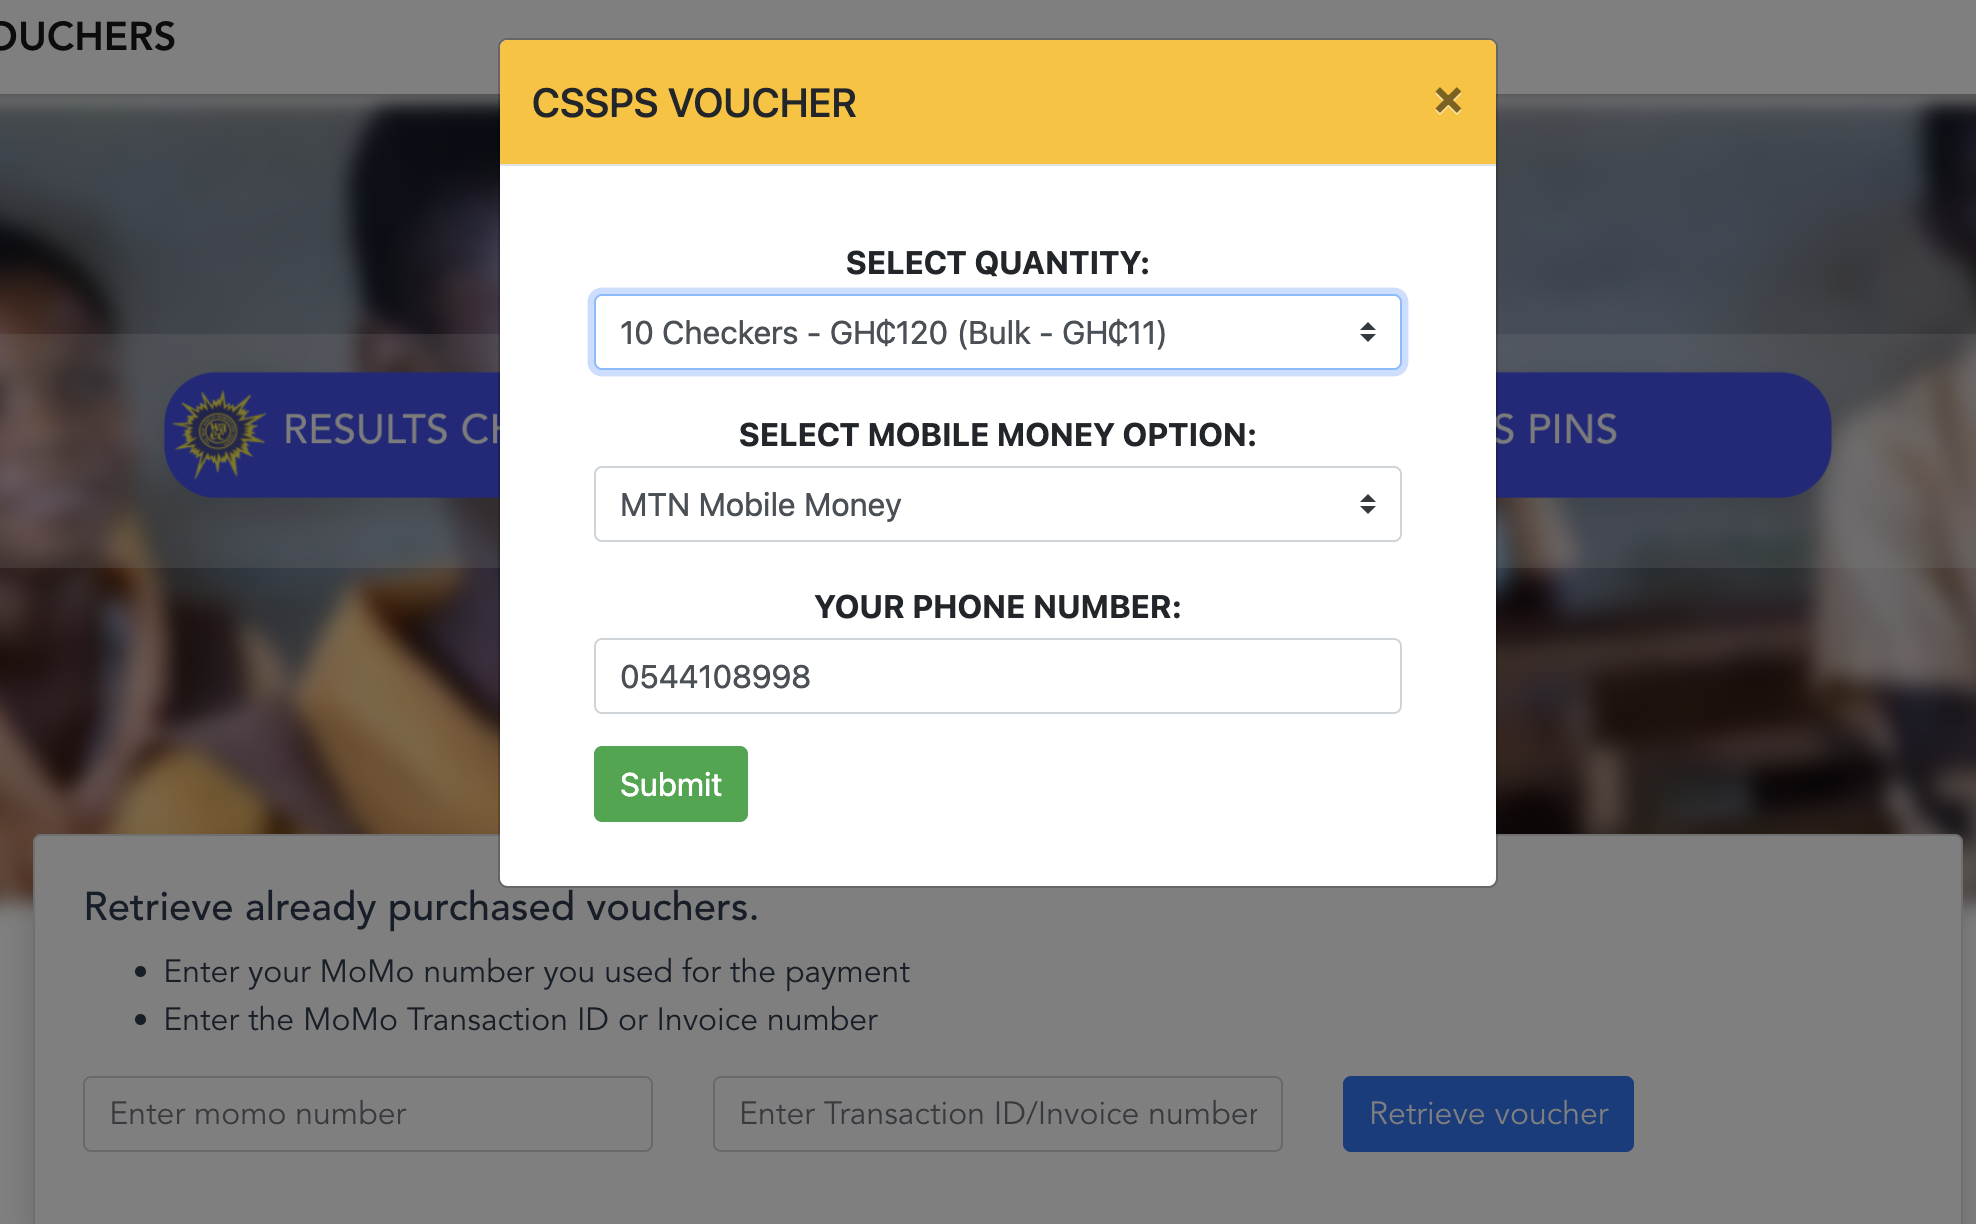 OUCHERS
CSSPS VOUCHER
×
SELECT QUANTITY:
10 Checkers - GH₵120 (Bulk - GH₵11)
SELECT MOBILE MONEY OPTION:
MTN Mobile Money
YOUR PHONE NUMBER:
0544108998
Submit
RESULTS CH
S PINS
Retrieve already purchased vouchers.
• Enter your MoMo number you used for the payment
• Enter the MoMo Transaction ID or Invoice number
Enter momo number
Enter Transaction ID/Invoice number
Retrieve voucher